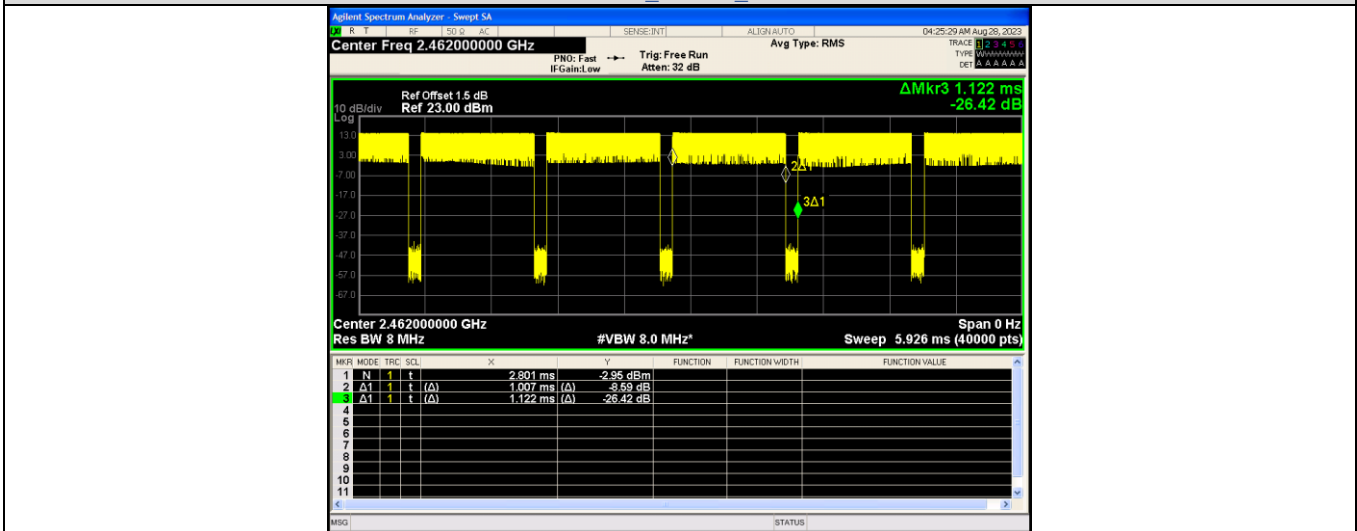 Agilent Spectrum Analyzer - Swept SA
R T RF 50 Ω AC SENSE:INT ALIGN AUTO 04:25:29 AM Aug 28, 2023
Center Freq 2.462000000 GHz Avg Type: RMS TRACE 1 2 3 4 5 6
PNO: Fast Trig: Free Run TYPE
IFGain:Low Atten: 32 dB DET A A A A A A
ΔMkr3 1.122 ms
-26.42 dB
Ref Offset 1.5 dB
10 dB/div Ref 23.00 dBm
Log
13.0
3.00
-7.00
2Δ1
-17.0
3Δ1
-27.0
-37.0
-47.0
-57.0
-67.0
Center 2.462000000 GHz Span 0 Hz
Res BW 8 MHz #VBW 8.0 MHz* Sweep 5.926 ms (40000 pts)
MKR MODE TRC SCL X Y FUNCTION FUNCTION WIDTH FUNCTION VALUE
1 N 1 t 2.801 ms -2.95 dBm
2 Δ1 1 t (Δ) 1.007 ms (Δ) -8.59 dB
3 Δ1 1 t (Δ) 1.122 ms (Δ) -26.42 dB
4
5
6
7
8
9
10
11
MSG STATUS